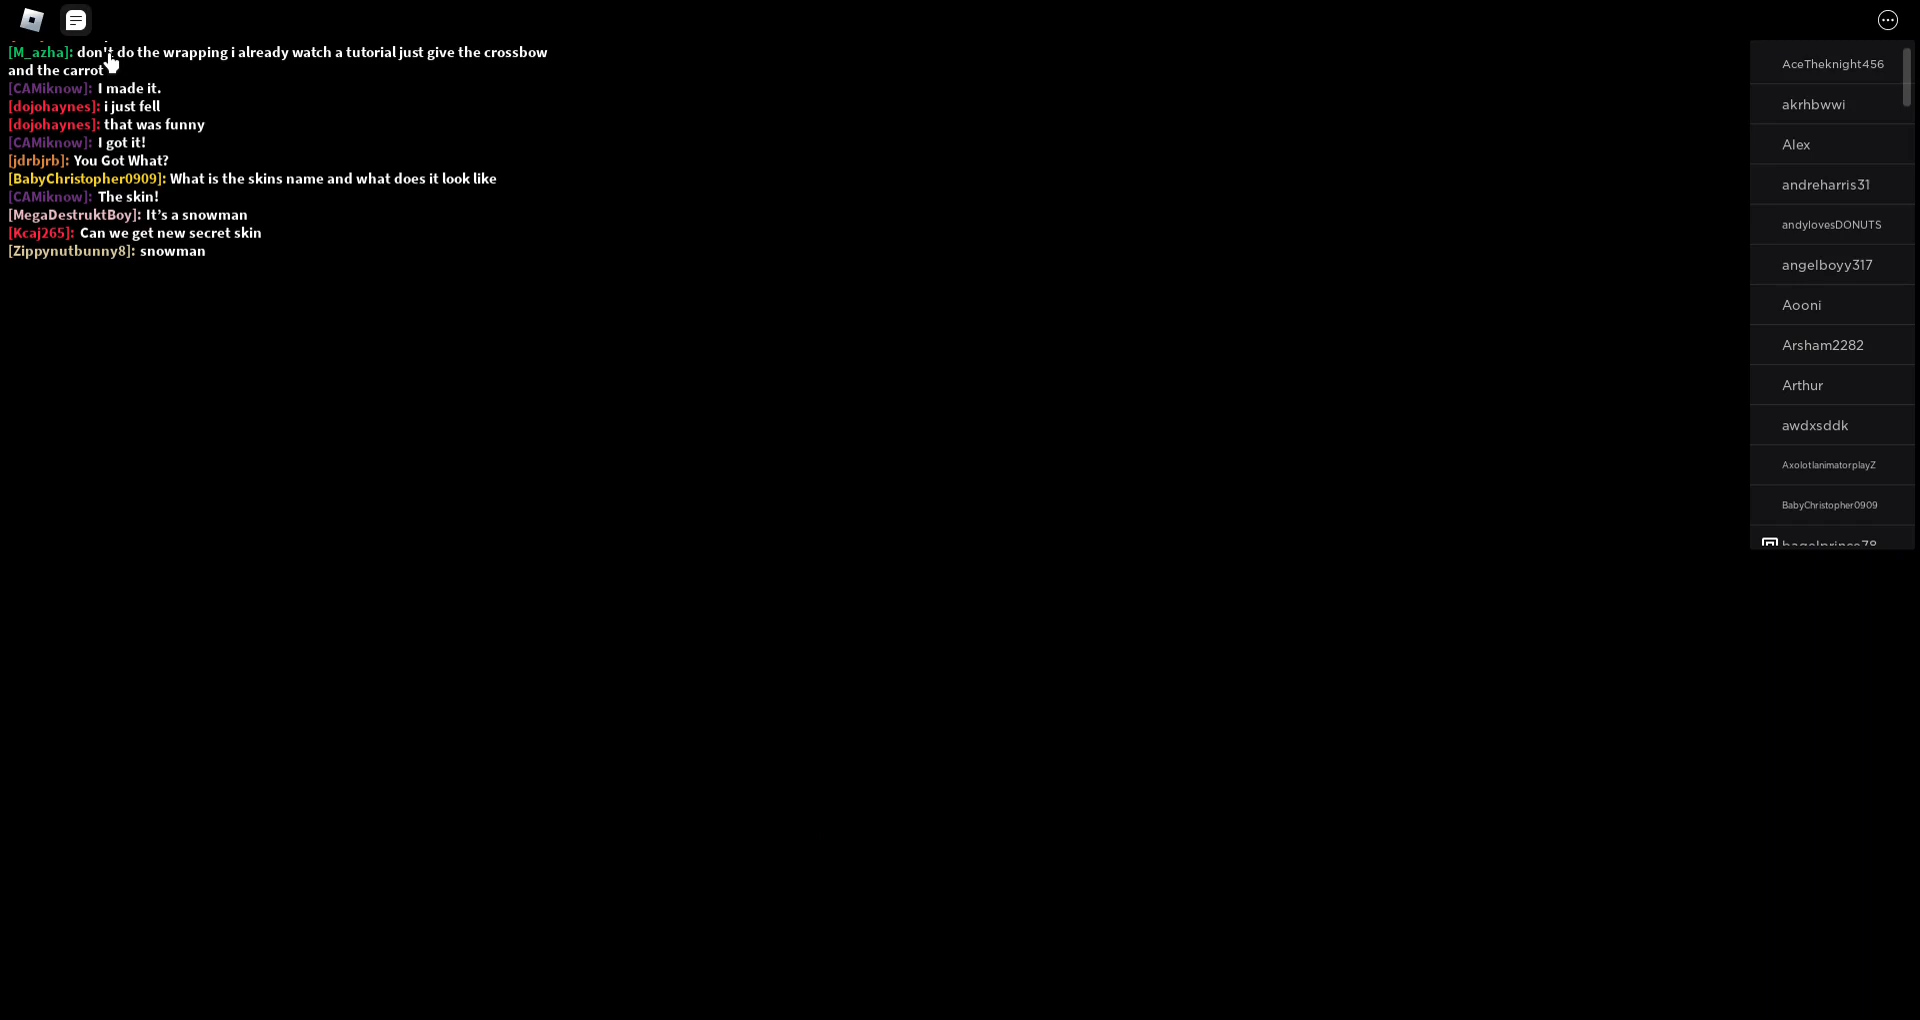 [M_azha]: don't do the wrapping i already watch a tutorial just give the crossbow
and the carrot
[CAMiknow]: I made it.
[dojohaynes]: i just fell
[dojohaynes]: that was funny
[CAMiknow]: I got it!
[jdrbjrb]: You Got What?
[BabyChristopher0909]: What is the skins name and what does it look like
[CAMiknow]: The skin!
[MegaDestruktBoy]: It’s a snowman
[Kcaj265]: Can we get new secret skin
[Zippynutbunny8]: snowman
AceTheknight456
akrhbwwi
Alex
andreharris31
andylovesDONUTS
angelboyy317
Aooni
Arsham2282
Arthur
awdxsddk
AxolotlanimatorplayZ
BabyChristopher0909